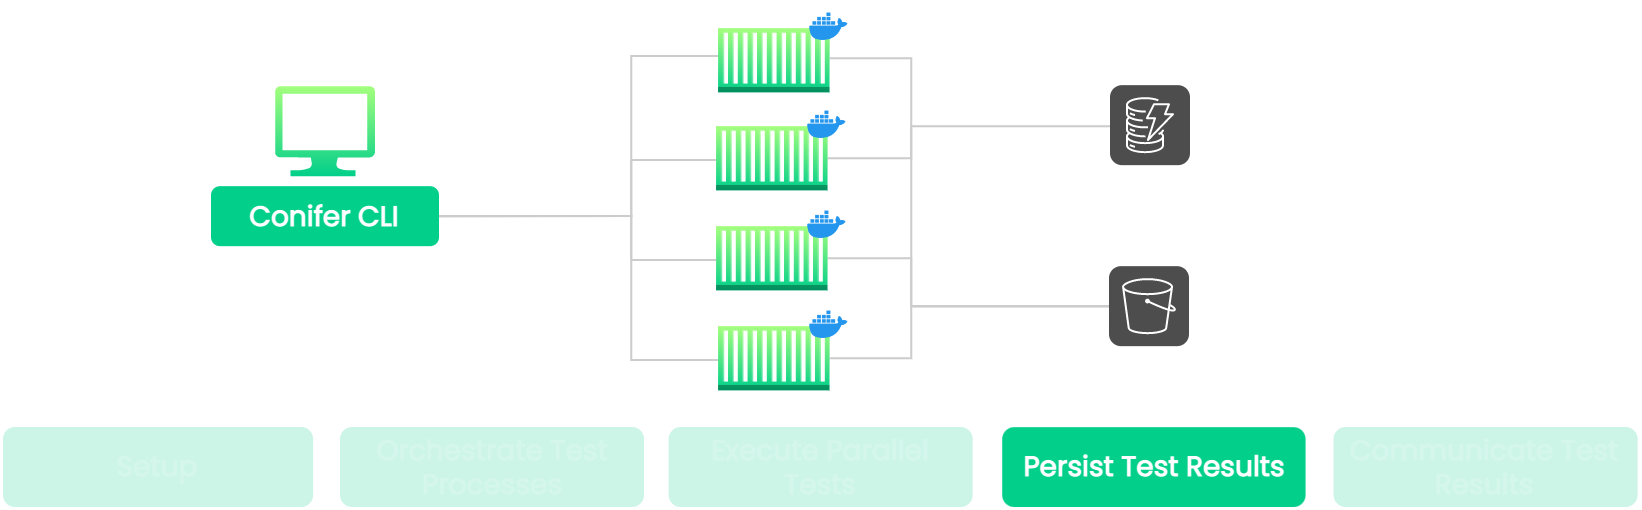 Conifer CLI
Setup
Orchestrate Test
Processes
Execute Parallel
Tests
Persist Test Results
Communicate Test
Results